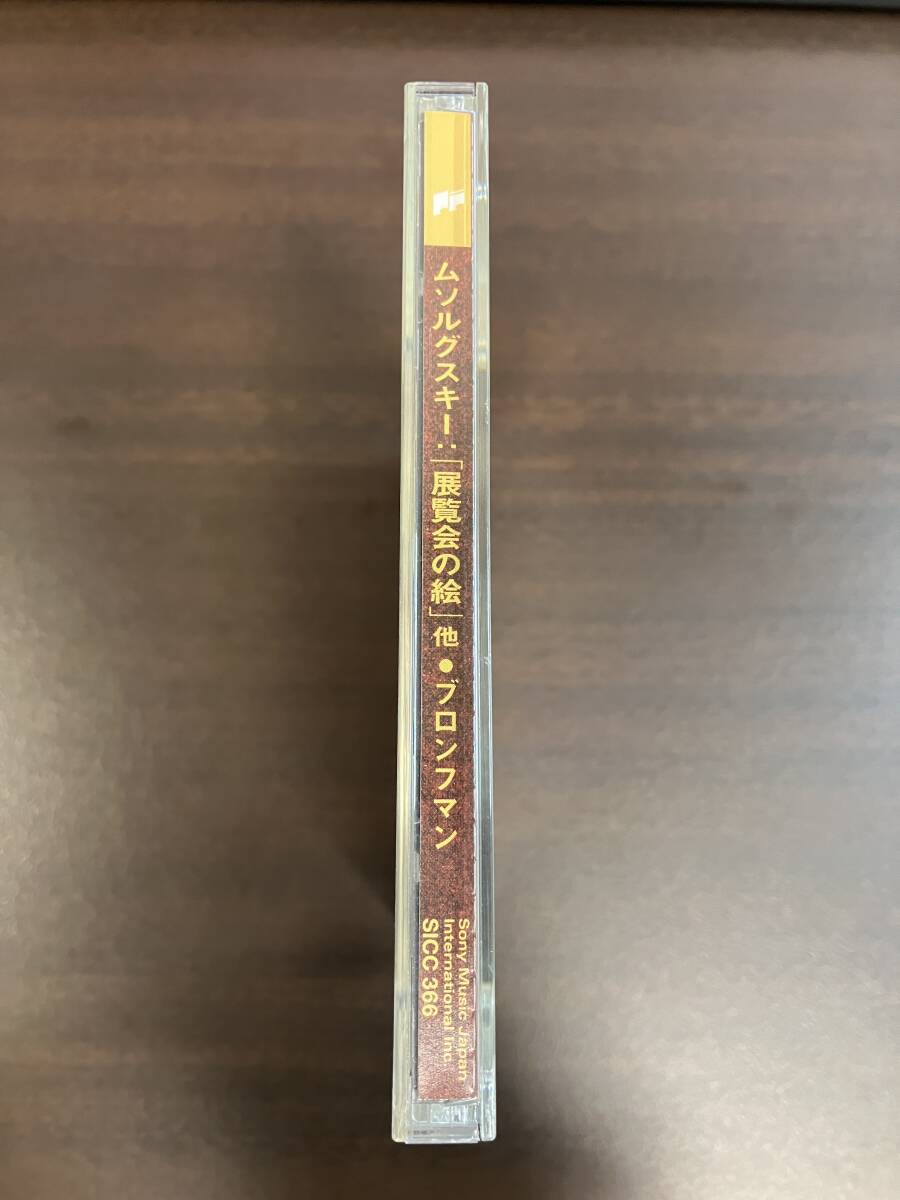 ムソルグスキー:「展覧会の絵」他●ブロンフマン
Sony Music Japan
International Inc.
SICC 366